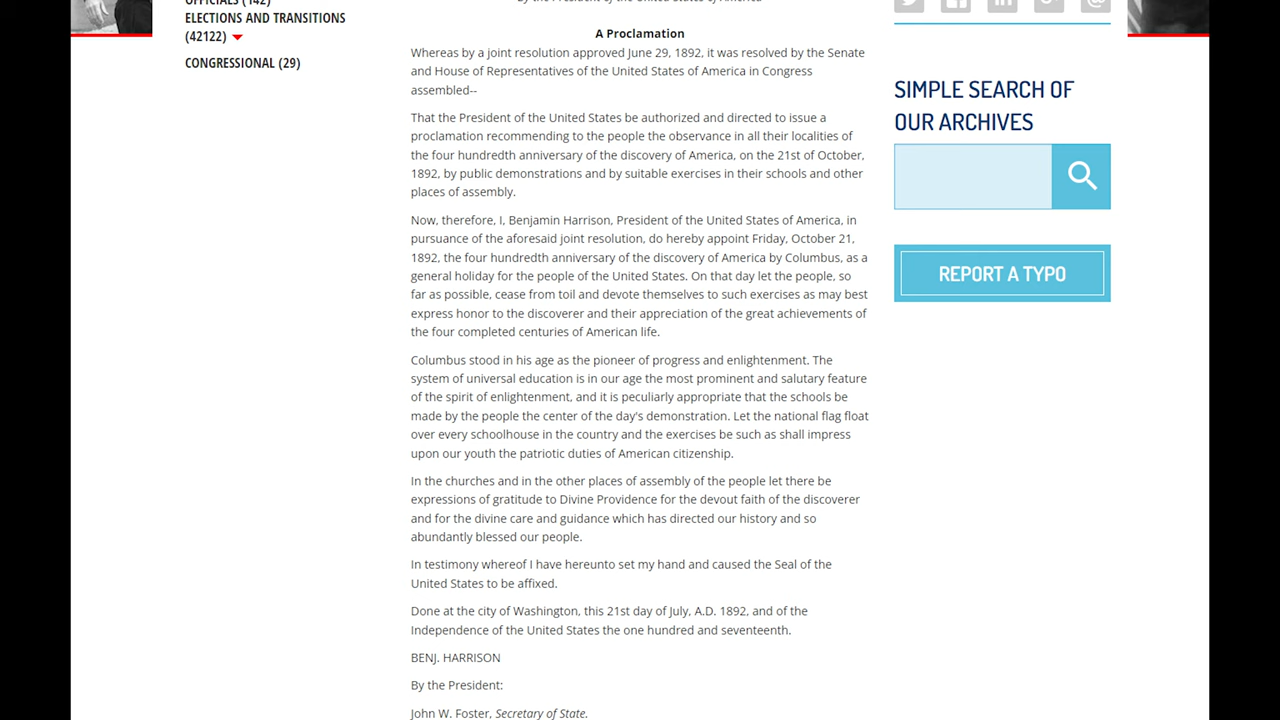 OFFICIALS (142)
ELECTIONS AND TRANSITIONS
(42122)
CONGRESSIONAL (29)
By the President of the United States of America
A Proclamation
Whereas by a joint resolution approved June 29, 1892, it was resolved by the Senate
and House of Representatives of the United States of America in Congress
assembled--
That the President of the United States be authorized and directed to issue a
proclamation recommending to the people the observance in all their localities of
the four hundredth anniversary of the discovery of America, on the 21st of October,
1892, by public demonstrations and by suitable exercises in their schools and other
places of assembly.
Now, therefore, I, Benjamin Harrison, President of the United States of America, in
pursuance of the aforesaid joint resolution, do hereby appoint Friday, October 21,
1892, the four hundredth anniversary of the discovery of America by Columbus, as a
general holiday for the people of the United States. On that day let the people, so
far as possible, cease from toil and devote themselves to such exercises as may best
express honor to the discoverer and their appreciation of the great achievements of
the four completed centuries of American life.
Columbus stood in his age as the pioneer of progress and enlightenment. The
system of universal education is in our age the most prominent and salutary feature
of the spirit of enlightenment, and it is peculiarly appropriate that the schools be
made by the people the center of the day's demonstration. Let the national flag float
over every schoolhouse in the country and the exercises be such as shall impress
upon our youth the patriotic duties of American citizenship.
In the churches and in the other places of assembly of the people let there be
expressions of gratitude to Divine Providence for the devout faith of the discoverer
and for the divine care and guidance which has directed our history and so
abundantly blessed our people.
In testimony whereof I have hereunto set my hand and caused the Seal of the
United States to be affixed.
Done at the city of Washington, this 21st day of July, A.D. 1892, and of the
Independence of the United States the one hundred and seventeenth.
BENJ. HARRISON
By the President:
John W. Foster, Secretary of State.
SIMPLE SEARCH OF
OUR ARCHIVES
REPORT A TYPO